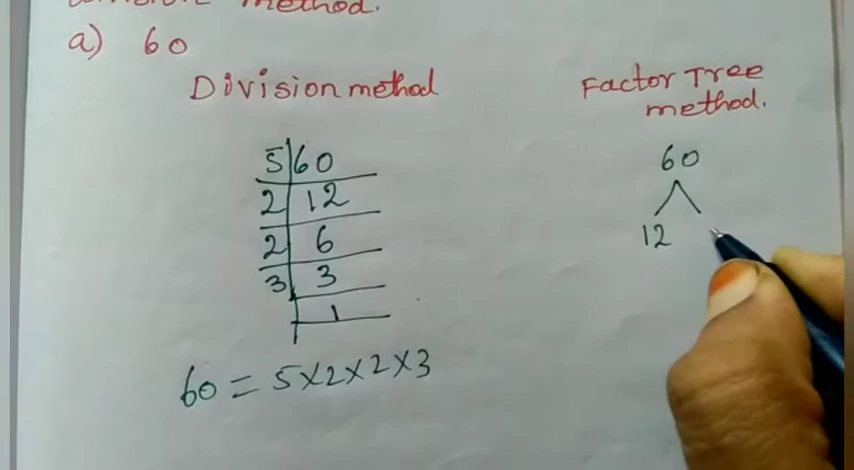 method.
a) 60
Division method
5 60
2 12
2 6
3 3
1
60 = 5×2×2×3
Factor Tree
method.
60
12